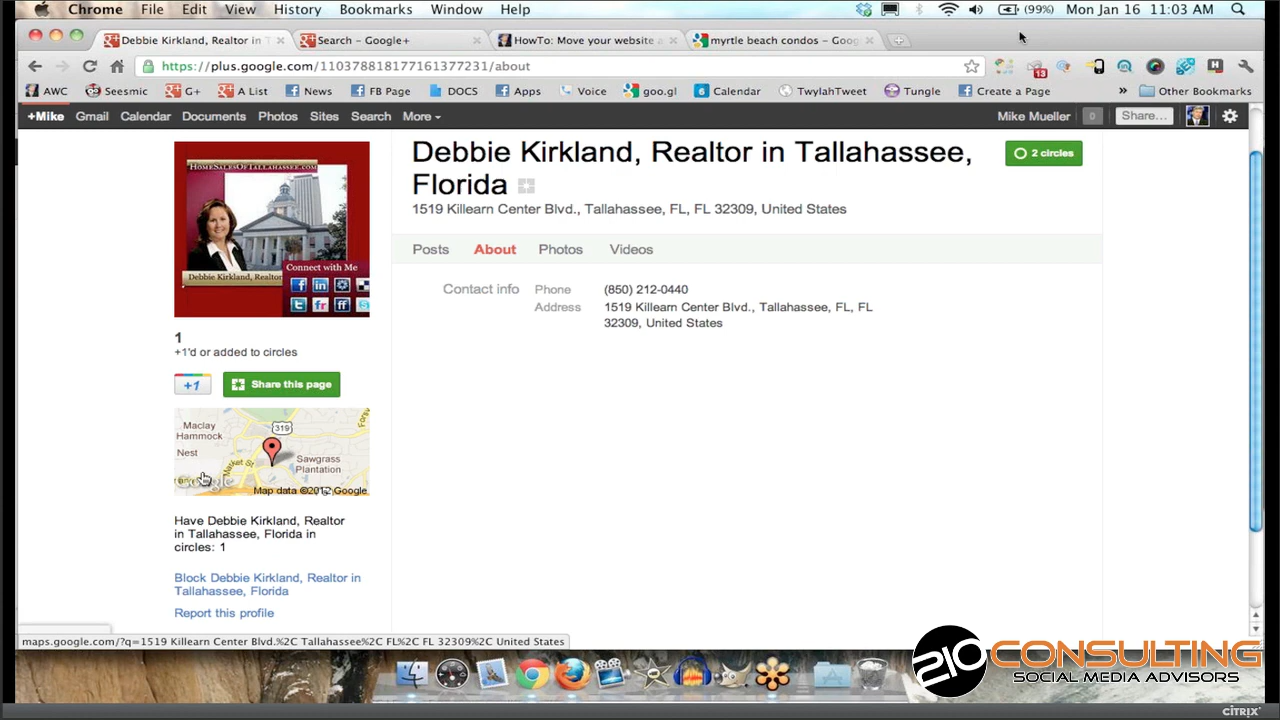 Chrome File Edit View History Bookmarks Window Help (99%) Mon Jan 16 11:03 AM
Debbie Kirkland, Realtor in T Search - Google+ HowTo: Move your website a myrtle beach condos - Goog
https://plus.google.com/110378818177161377231/about 13
AWC Seesmic G+ A List News FB Page DOCS Apps Voice goo.gl Calendar TwylahTweet Tungle Create a Page » Other Bookmarks
+Mike Gmail Calendar Documents Photos Sites Search More Mike Mueller 0 Share...
HOMESALESOFTALLAHASSEE.COM
Debbie Kirkland, Realtor
Connect with Me
Debbie Kirkland, Realtor in Tallahassee,
Florida
2 circles
1519 Killearn Center Blvd., Tallahassee, FL, FL 32309, United States
Posts About Photos Videos
Contact info Phone (850) 212-0440
Address 1519 Killearn Center Blvd., Tallahassee, FL, FL
32309, United States
1
+1'd or added to circles
+1 Share this page
Maclay
Hammock
319
Nest
Sawgrass
Plantation
Market St
Google
Map data ©2012 Google
Have Debbie Kirkland, Realtor
in Tallahassee, Florida in
circles: 1
Block Debbie Kirkland, Realtor in
Tallahassee, Florida
Report this profile
maps.google.com/?q=1519 Killearn Center Blvd.%2C Tallahassee%2C FL%2C FL 32309%2C United States
210 CONSULTING
SOCIAL MEDIA ADVISORS
CITRIX